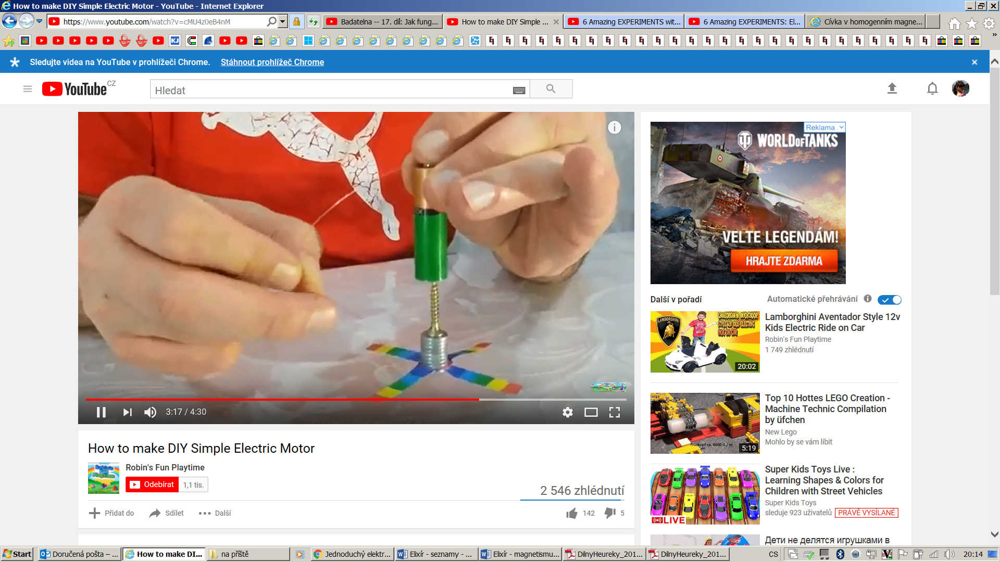 How to make DIY Simple Electric Motor - YouTube - Internet Explorer
https://www.youtube.com/watch?v=cMU4z0eB4nM
Badatelna -- 17. díl: Jak fung...
How to make DIY Simple ...
6 Amazing EXPERIMENTS wit...
6 Amazing EXPERIMENTS: El...
Cívka v homogenním magne...
Sledujte videa na YouTube v prohlížeči Chrome. Stáhnout prohlížeč Chrome
YouTube CZ
Hledat
Reklama
WORLD OF TANKS
VELTE LEGENDÁM!
HRAJTE ZDARMA
3:17 / 4:30
How to make DIY Simple Electric Motor
Robin's Fun Playtime
Odebírat 1,1 tis.
2 546 zhlédnutí
Přidat do Sdílet Další 142 5
Další v pořadí Automatické přehrávání
LAMBORGHINI
20:02
Lamborghini Aventador Style 12v
Kids Electric Ride on Car
Robin's Fun Playtime
1 749 zhlédnutí
Fräskopf ca. 4000 U / m
5:19
Top 10 Hottes LEGO Creation -
Machine Technic Compilation
by üfchen
New Lego
Mohlo by se vám líbit
LIVE
Super Kids Toys Live :
Learning Shapes & Colors for
Children with Street Vehicles
Super Kids Toys
sleduje 923 uživatelů PRÁVĚ VYSÍLANÉ
Дети не делятся игрушками в
Start
Doručená pošta – ...
How to make DI...
na příště
Jednoduchý elektr...
Elixír - seznamy - ...
Elixír - magnetismu...
DilnyHeureky_201...
DilnyHeureky_201...
CS
20:14